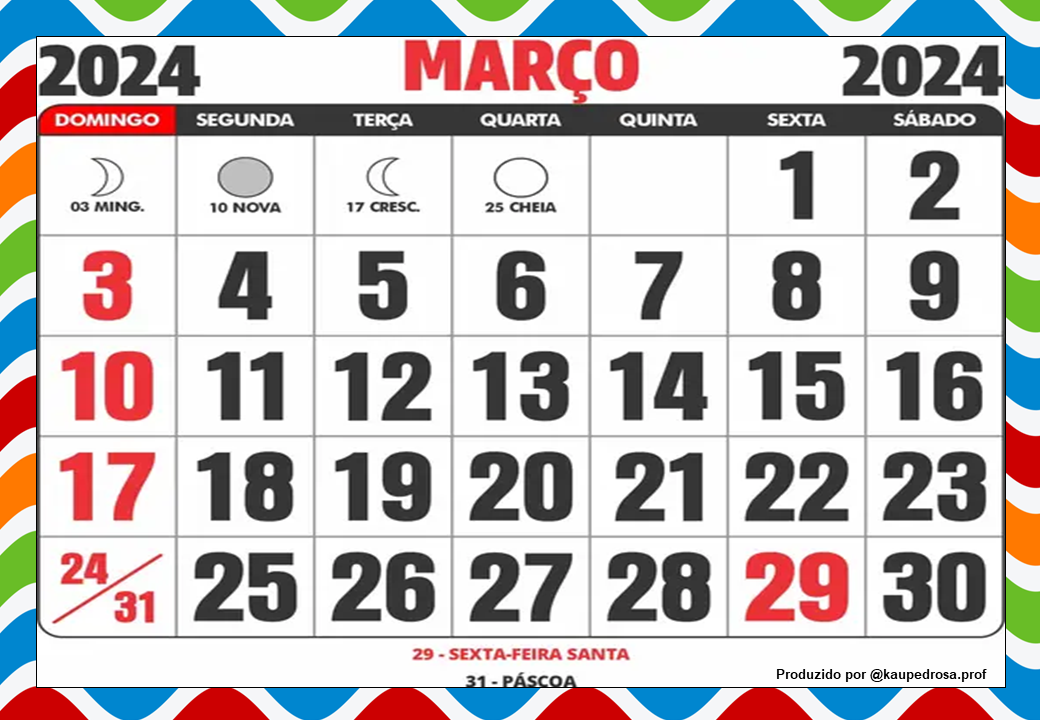 2024 MARÇO 2024
DOMINGO SEGUNDA TERÇA QUARTA QUINTA SEXTA SÁBADO
03 MING. 10 NOVA 17 CRESC. 25 CHEIA 1 2
3 4 5 6 7 8 9
10 11 12 13 14 15 16
17 18 19 20 21 22 23
24/31 25 26 27 28 29 30
29 - SEXTA-FEIRA SANTA
31 - PÁSCOA
Produzido por @kaupedrosa.prof